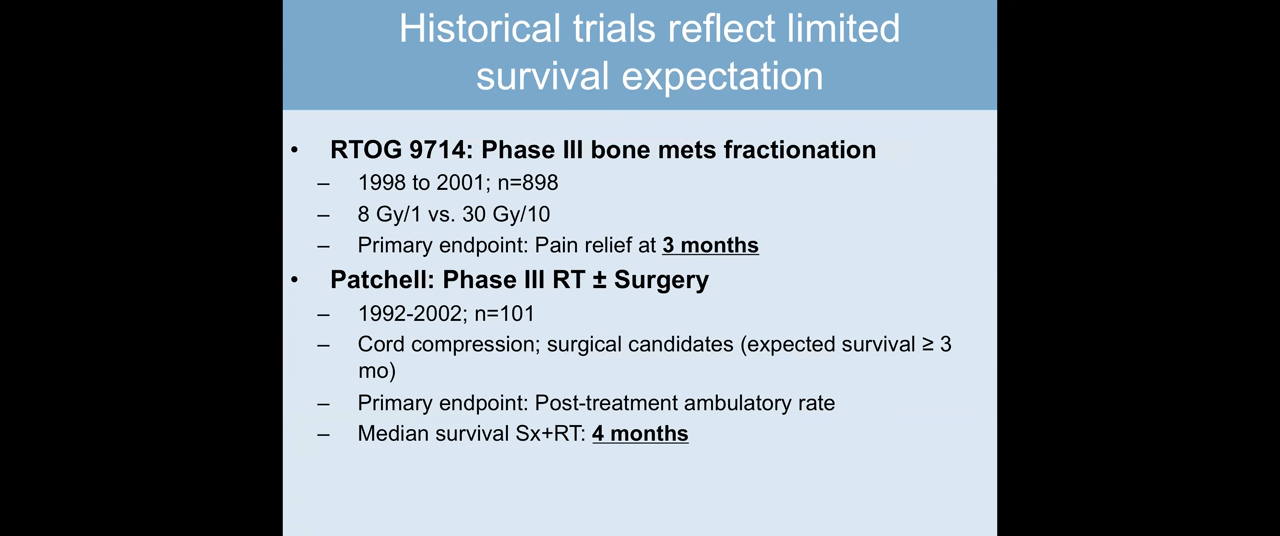 Historical trials reflect limited
survival expectation
• RTOG 9714: Phase III bone mets fractionation
– 1998 to 2001; n=898
– 8 Gy/1 vs. 30 Gy/10
– Primary endpoint: Pain relief at 3 months
• Patchell: Phase III RT ± Surgery
– 1992-2002; n=101
– Cord compression; surgical candidates (expected survival ≥ 3
mo)
– Primary endpoint: Post-treatment ambulatory rate
– Median survival Sx+RT: 4 months